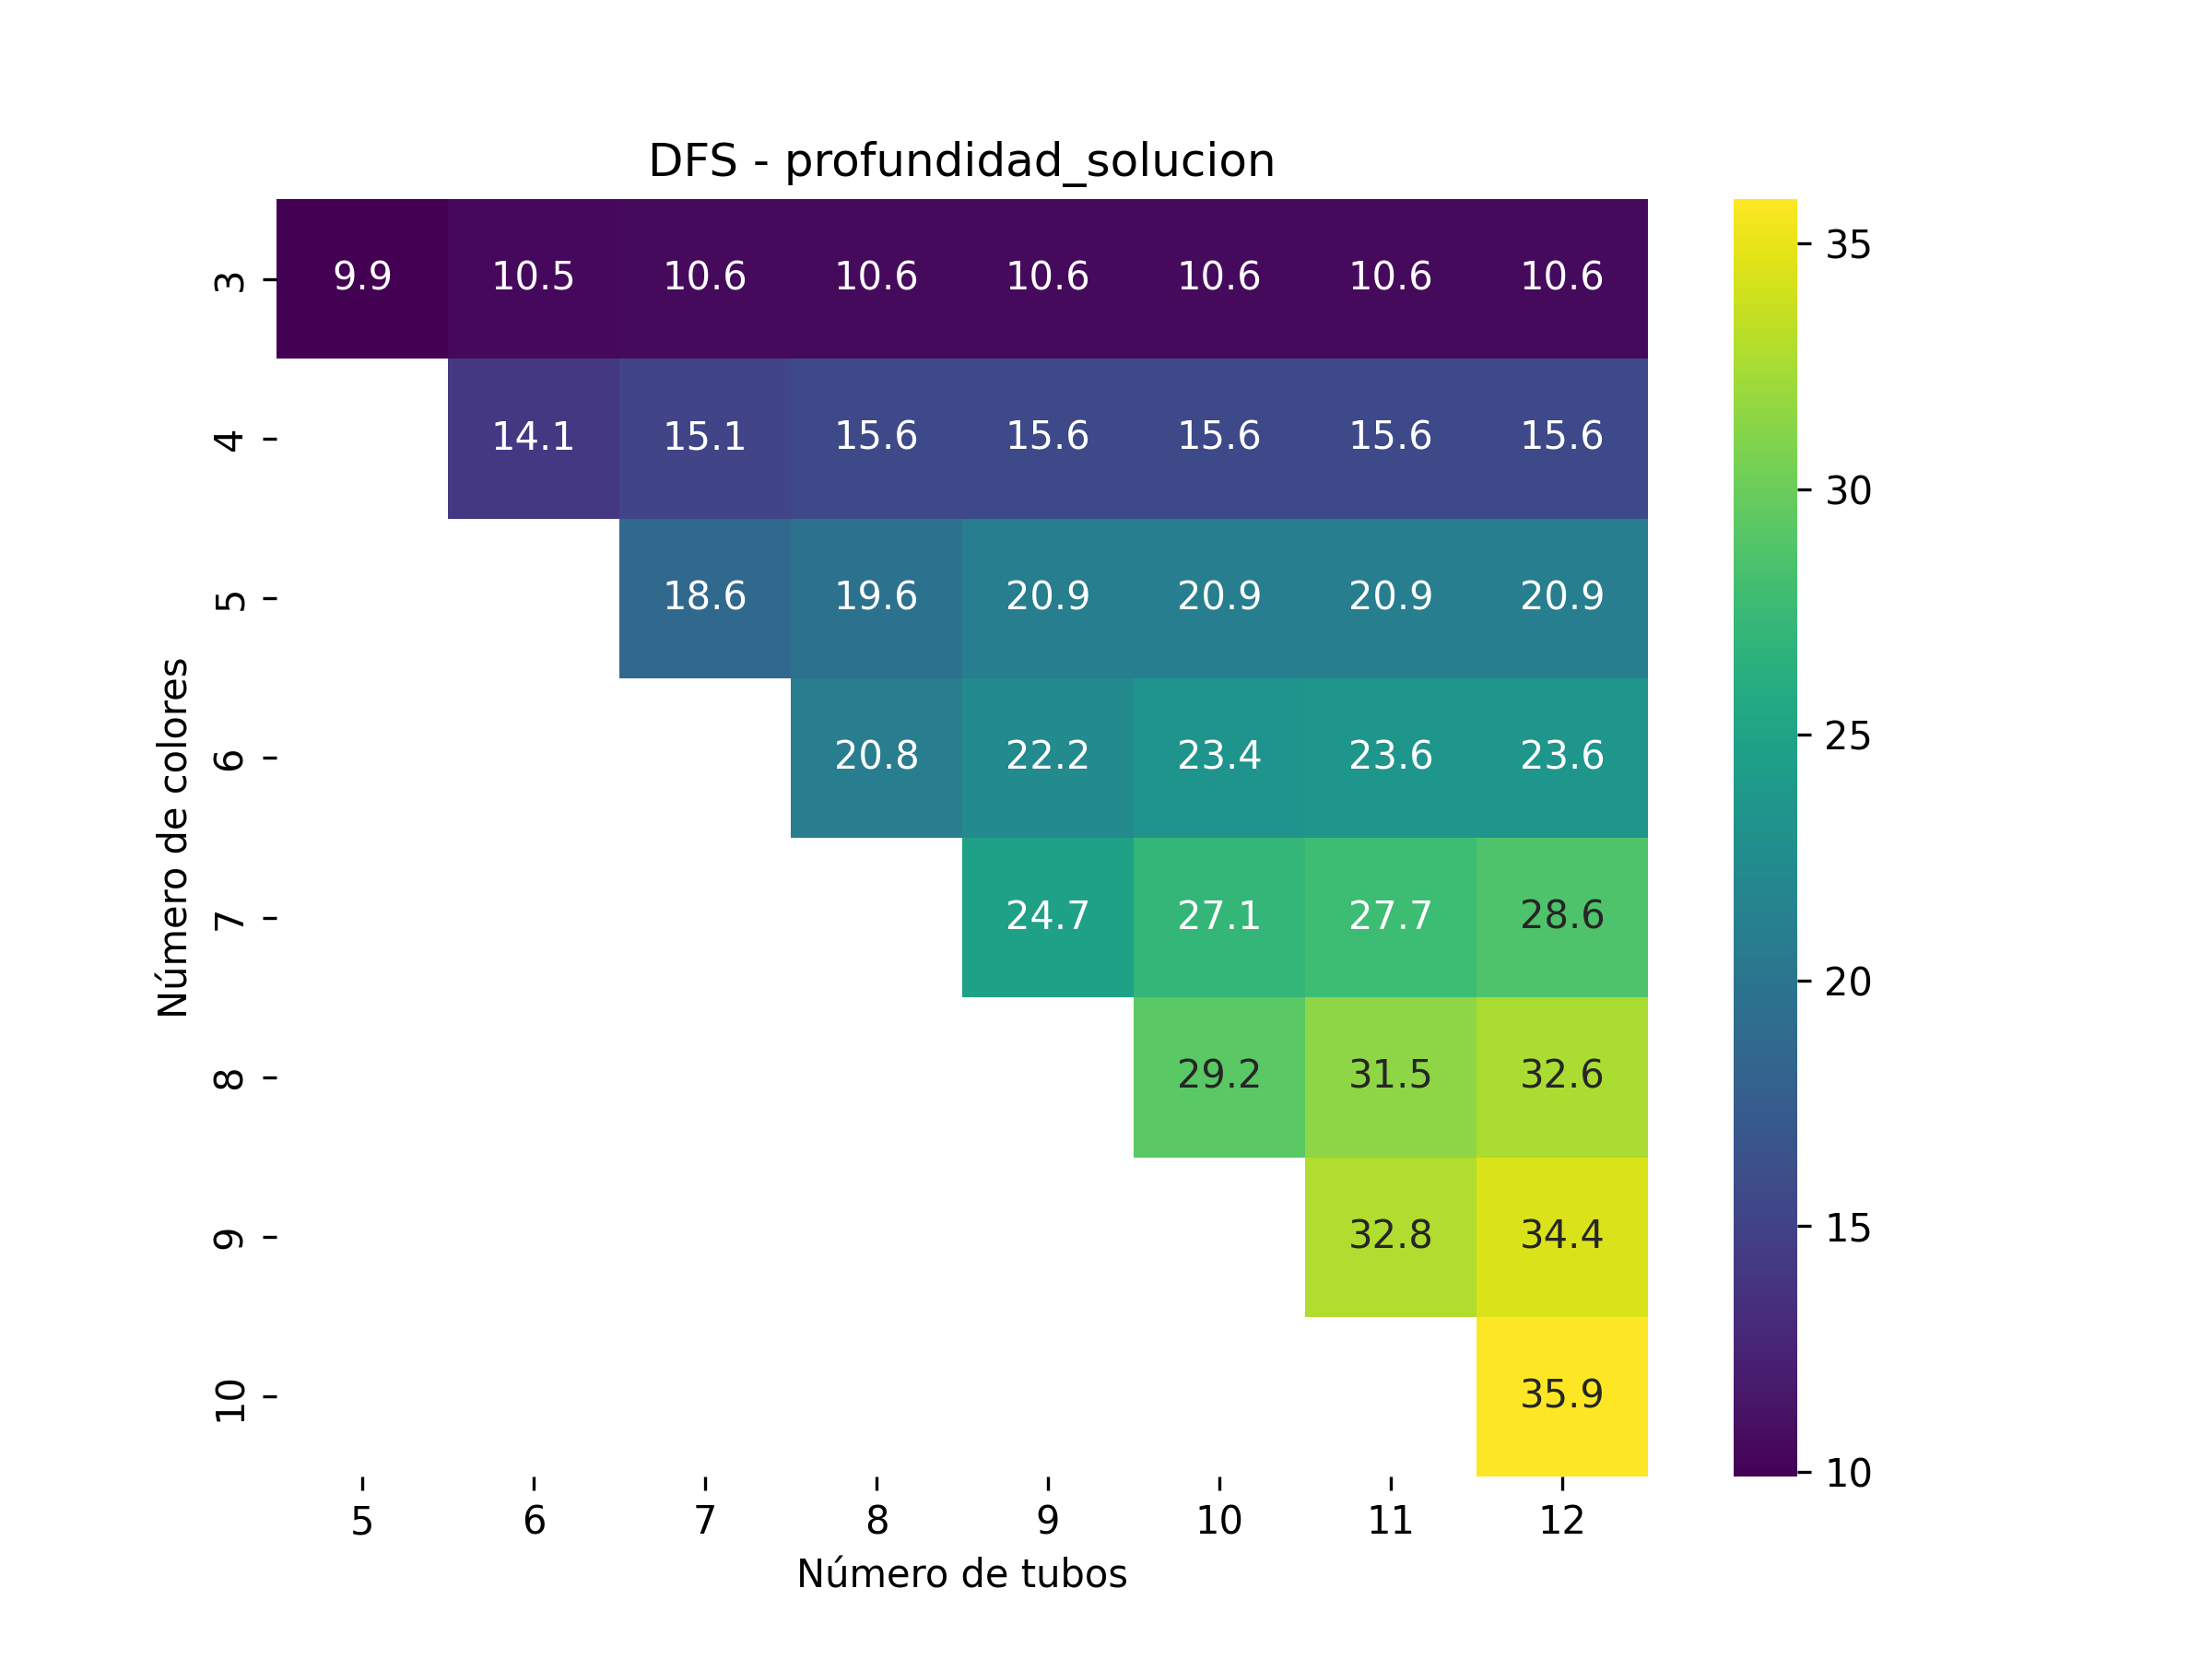 DFS - profundidad_solucion
Número de colores
3 9.9 10.5 10.6 10.6 10.6 10.6 10.6 10.6
4 14.1 15.1 15.6 15.6 15.6 15.6 15.6
5 18.6 19.6 20.9 20.9 20.9 20.9
6 20.8 22.2 23.4 23.6 23.6
7 24.7 27.1 27.7 28.6
8 29.2 31.5 32.6
9 32.8 34.4
10 35.9
5 6 7 8 9 10 11 12
Número de tubos
35
30
25
20
15
10